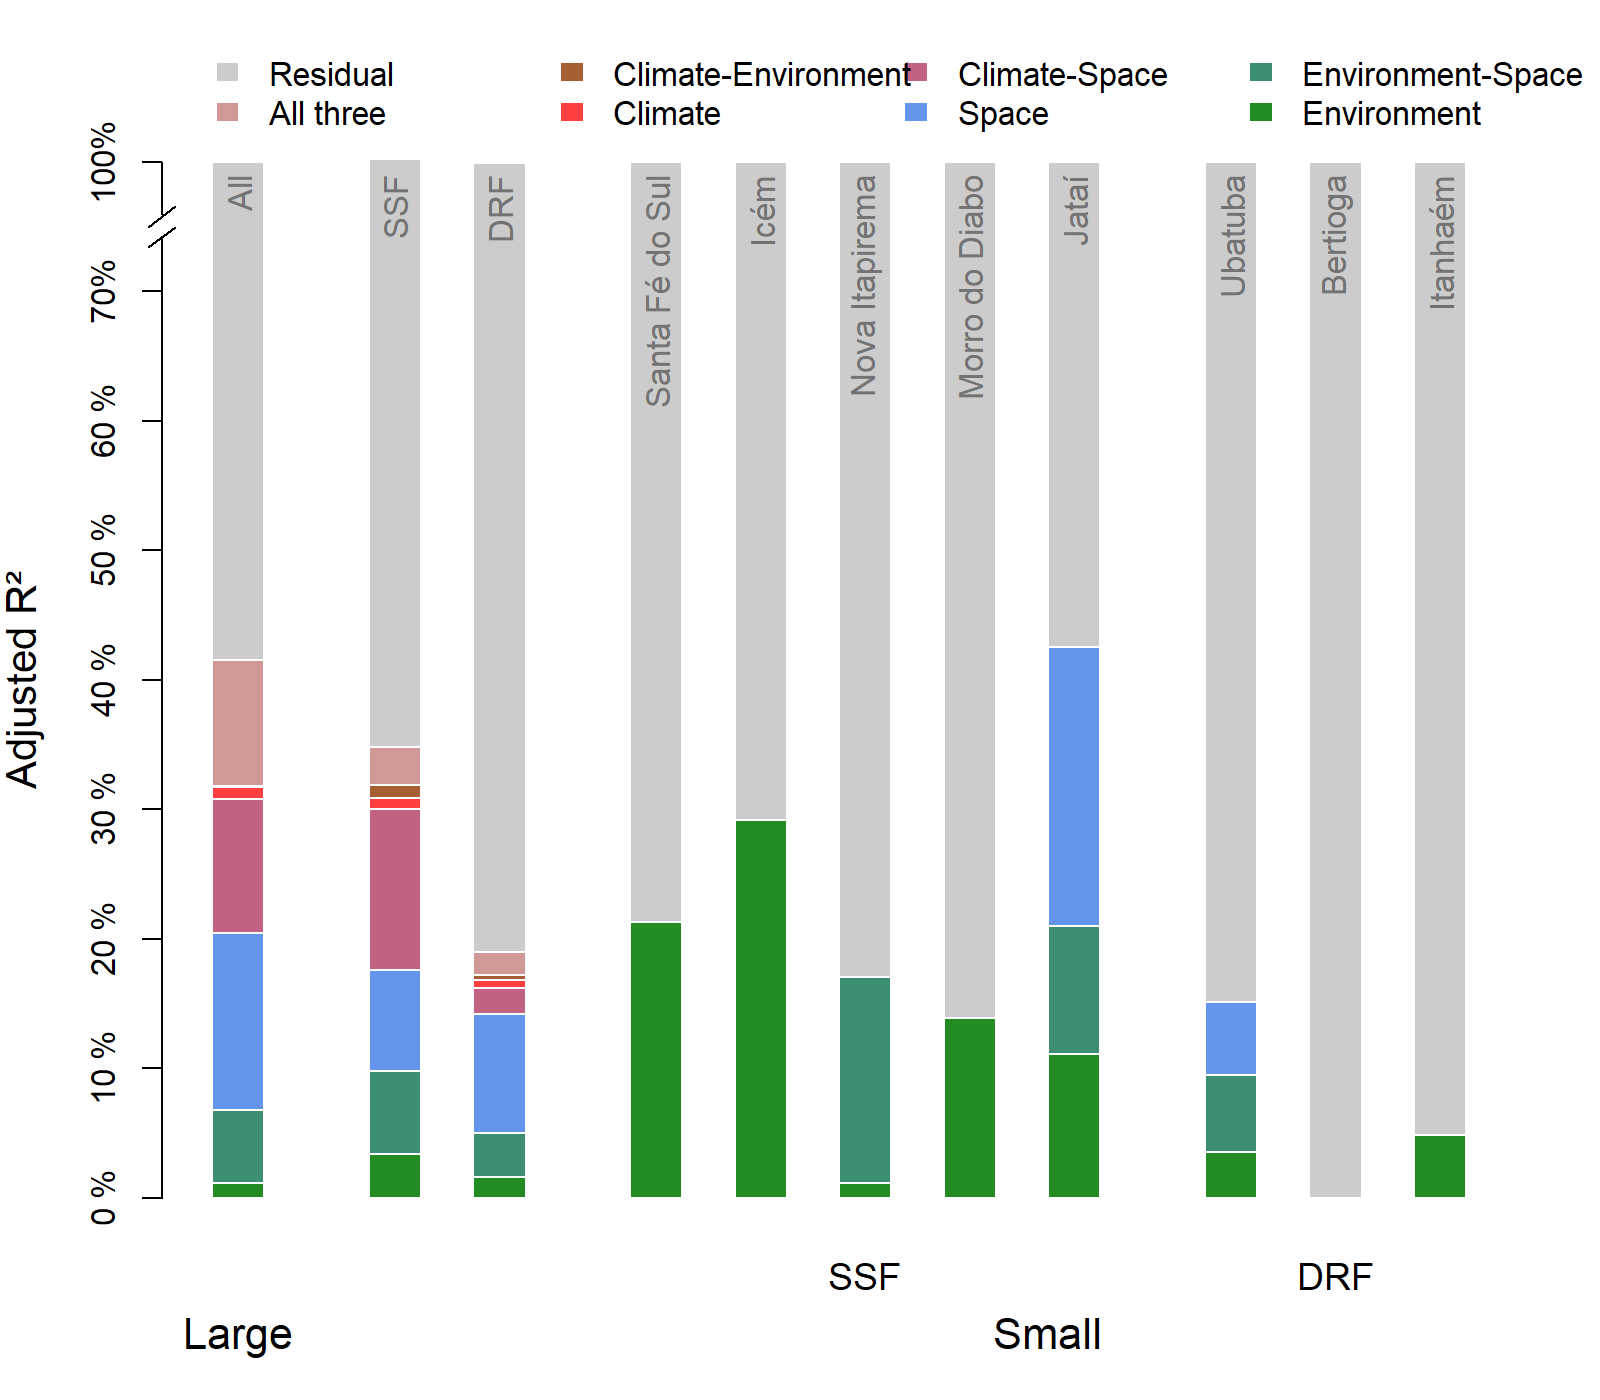 Residual
Climate-Environment
Climate-Space
Environment-Space
All three
Climate
Space
Environment
Adjusted R²
100%
70%
60 %
50 %
40 %
30 %
20 %
10 %
0 %
All
SSF
DRF
Santa Fé do Sul
Icém
Nova Itapirema
Morro do Diabo
Jataí
Ubatuba
Bertioga
Itanhaém
SSF
DRF
Large
Small